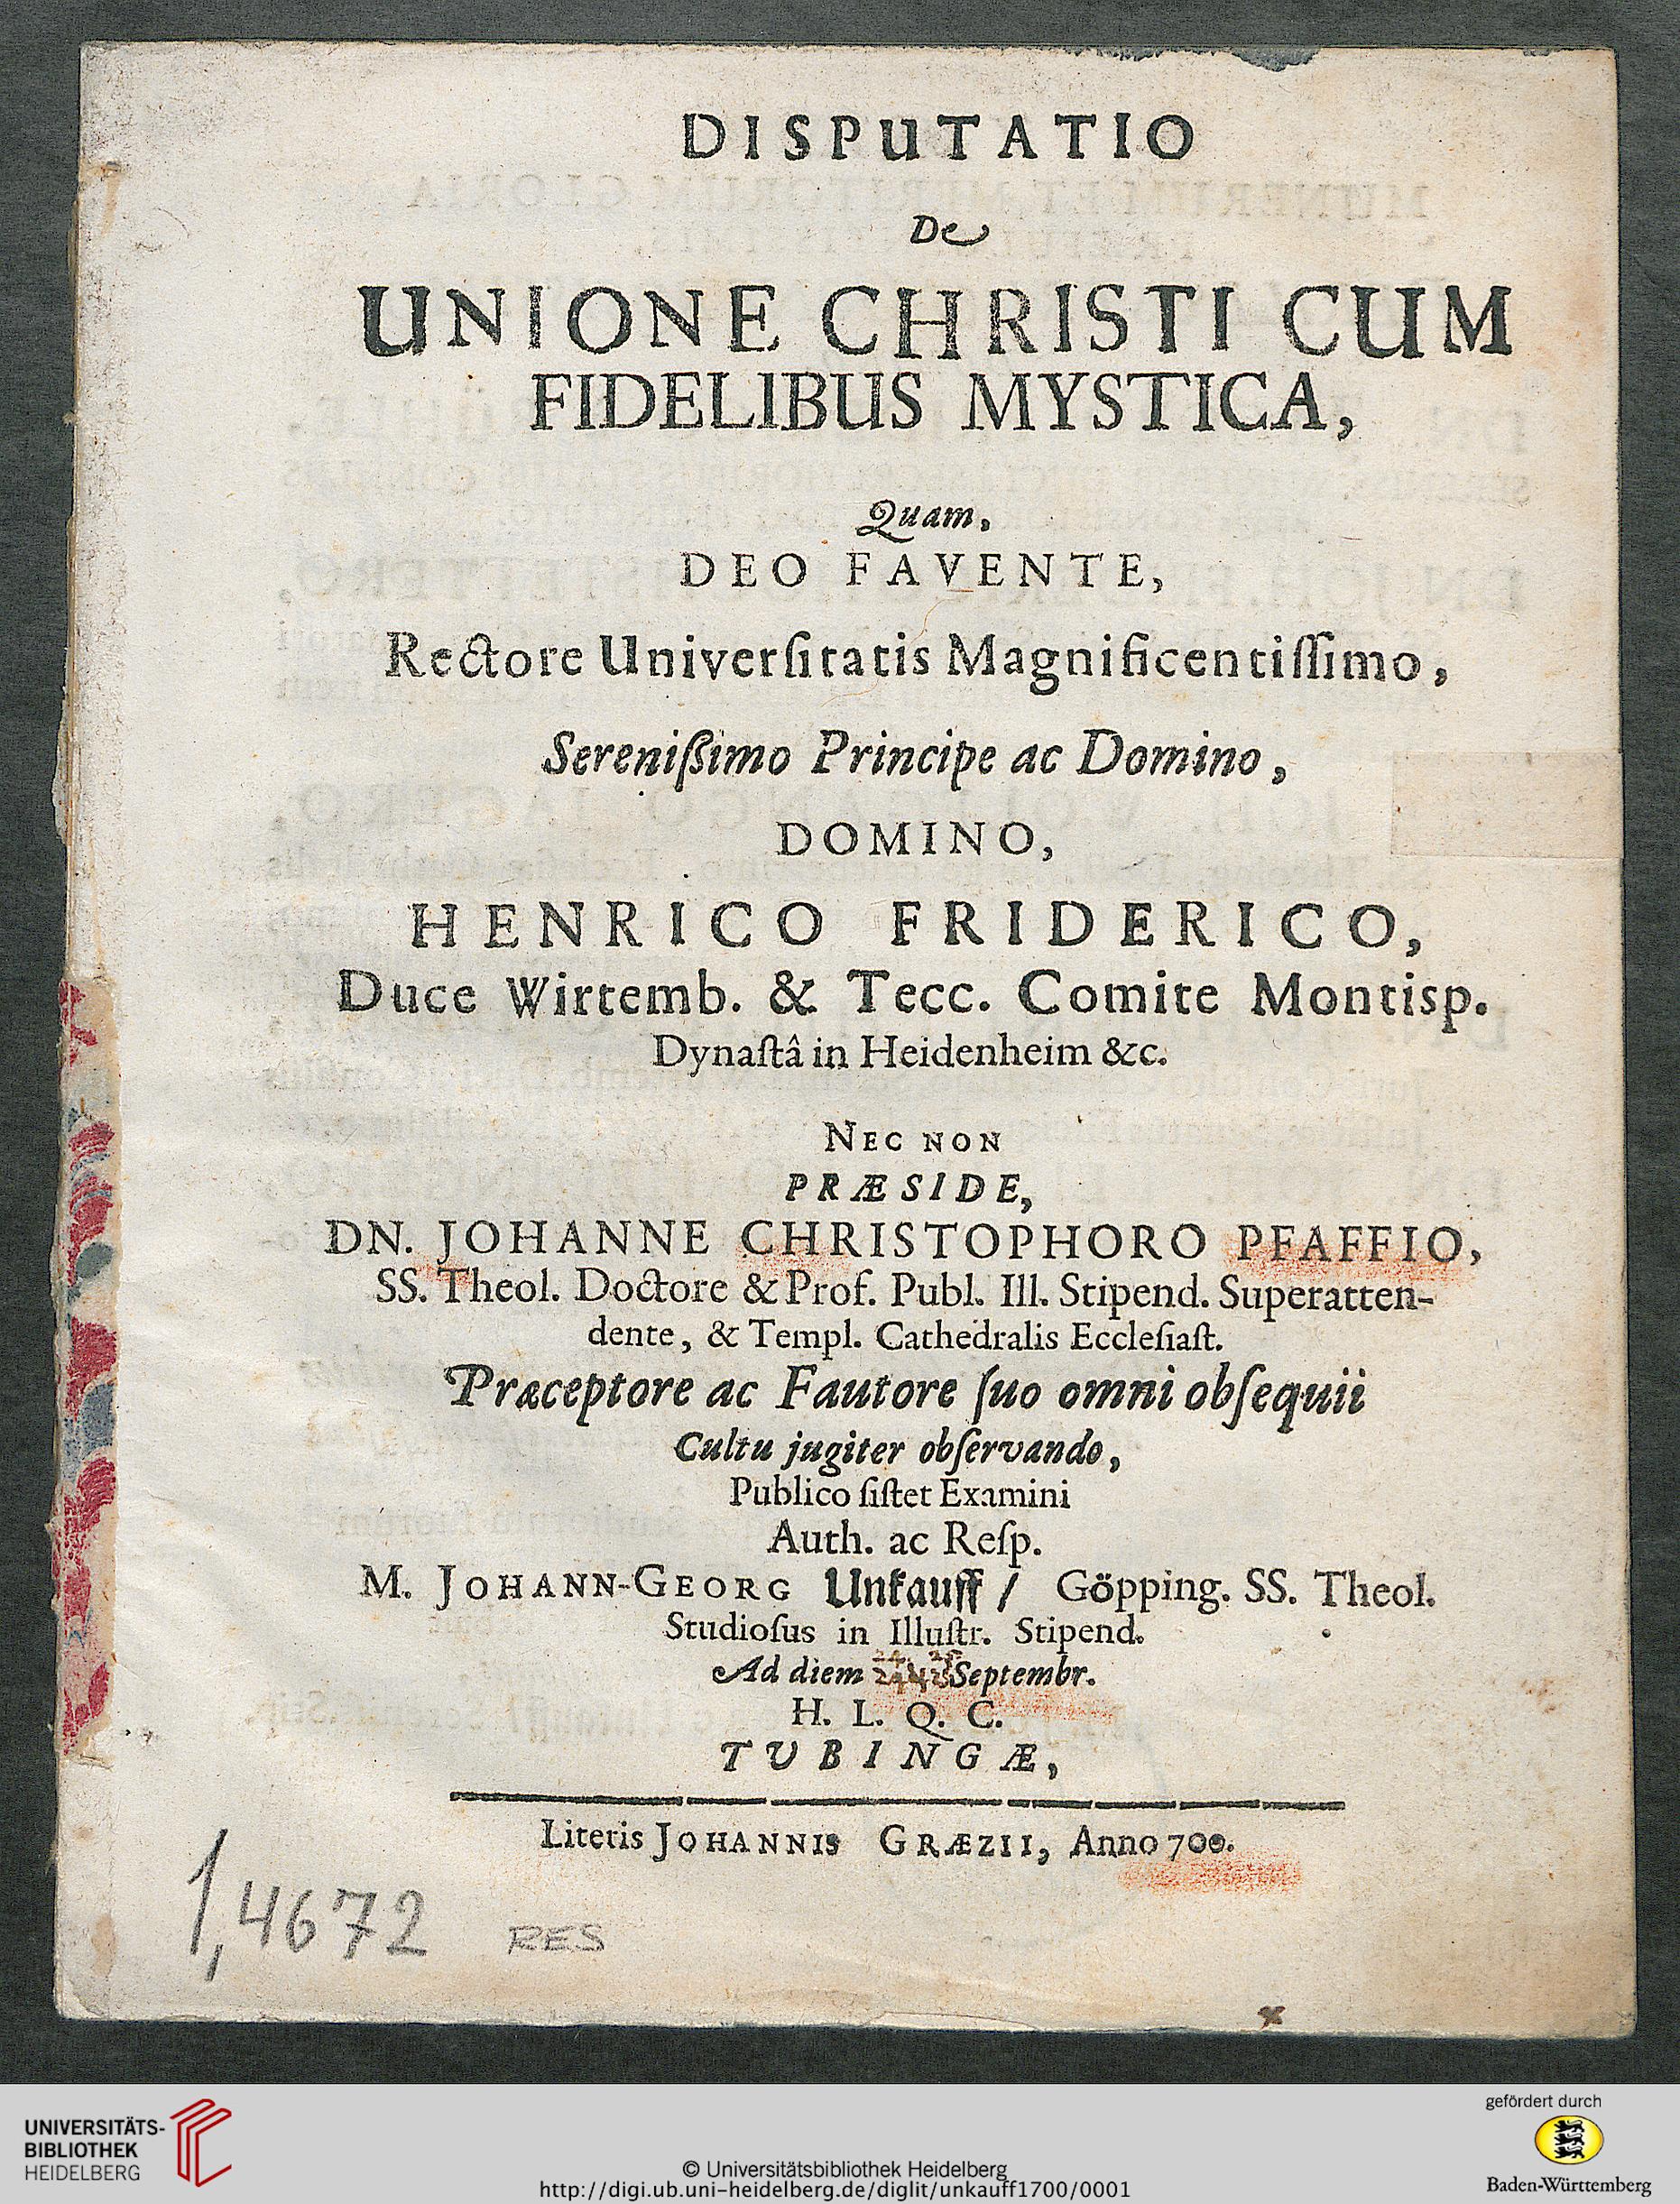 DISPUTATIO
De
UNIONE CHRISTI CUM
FIDELIBUS MYSTICA,
Quam,
DEO FAVENTE,
Rectore Univerſitatis Magnificentiſſimo,
Sereniſſimo Principe ac Domino,
DOMINO,
HENRICO FRIDERICO,
Duce Wirtemb. & Tecc. Comite Montisp.
Dynaſtâ in Heidenheim &c.
NEC NON
PRÆSIDE,
DN. JOHANNE CHRISTOPHORO PFAFFIO,
SS. Theol. Doctore & Prof. Publ. Ill. Stipend. Superatten-
dente, & Templ. Cathedralis Eccleſiaſt.
Præceptore ac Fautore ſuo omni obſequii
Cultu jugiter obſervando,
Publico ſiſtet Examini
Auth. ac Reſp.
M. JOHANN-GEORG Unkauff / Göpping. SS. Theol.
Studioſus in Illuſtr. Stipend.
Ad diem Septembr.
H. L. Q. C.
TUBINGÆ,
Literis JOHANNIS GRÆZII, Anno 700.
1,4672 RES
UNIVERSITÄTS-
BIBLIOTHEK
HEIDELBERG
© Universitätsbibliothek Heidelberg
http://digi.ub.uni-heidelberg.de/diglit/unkauff1700/0001
gefördert durch
Baden-Württemberg